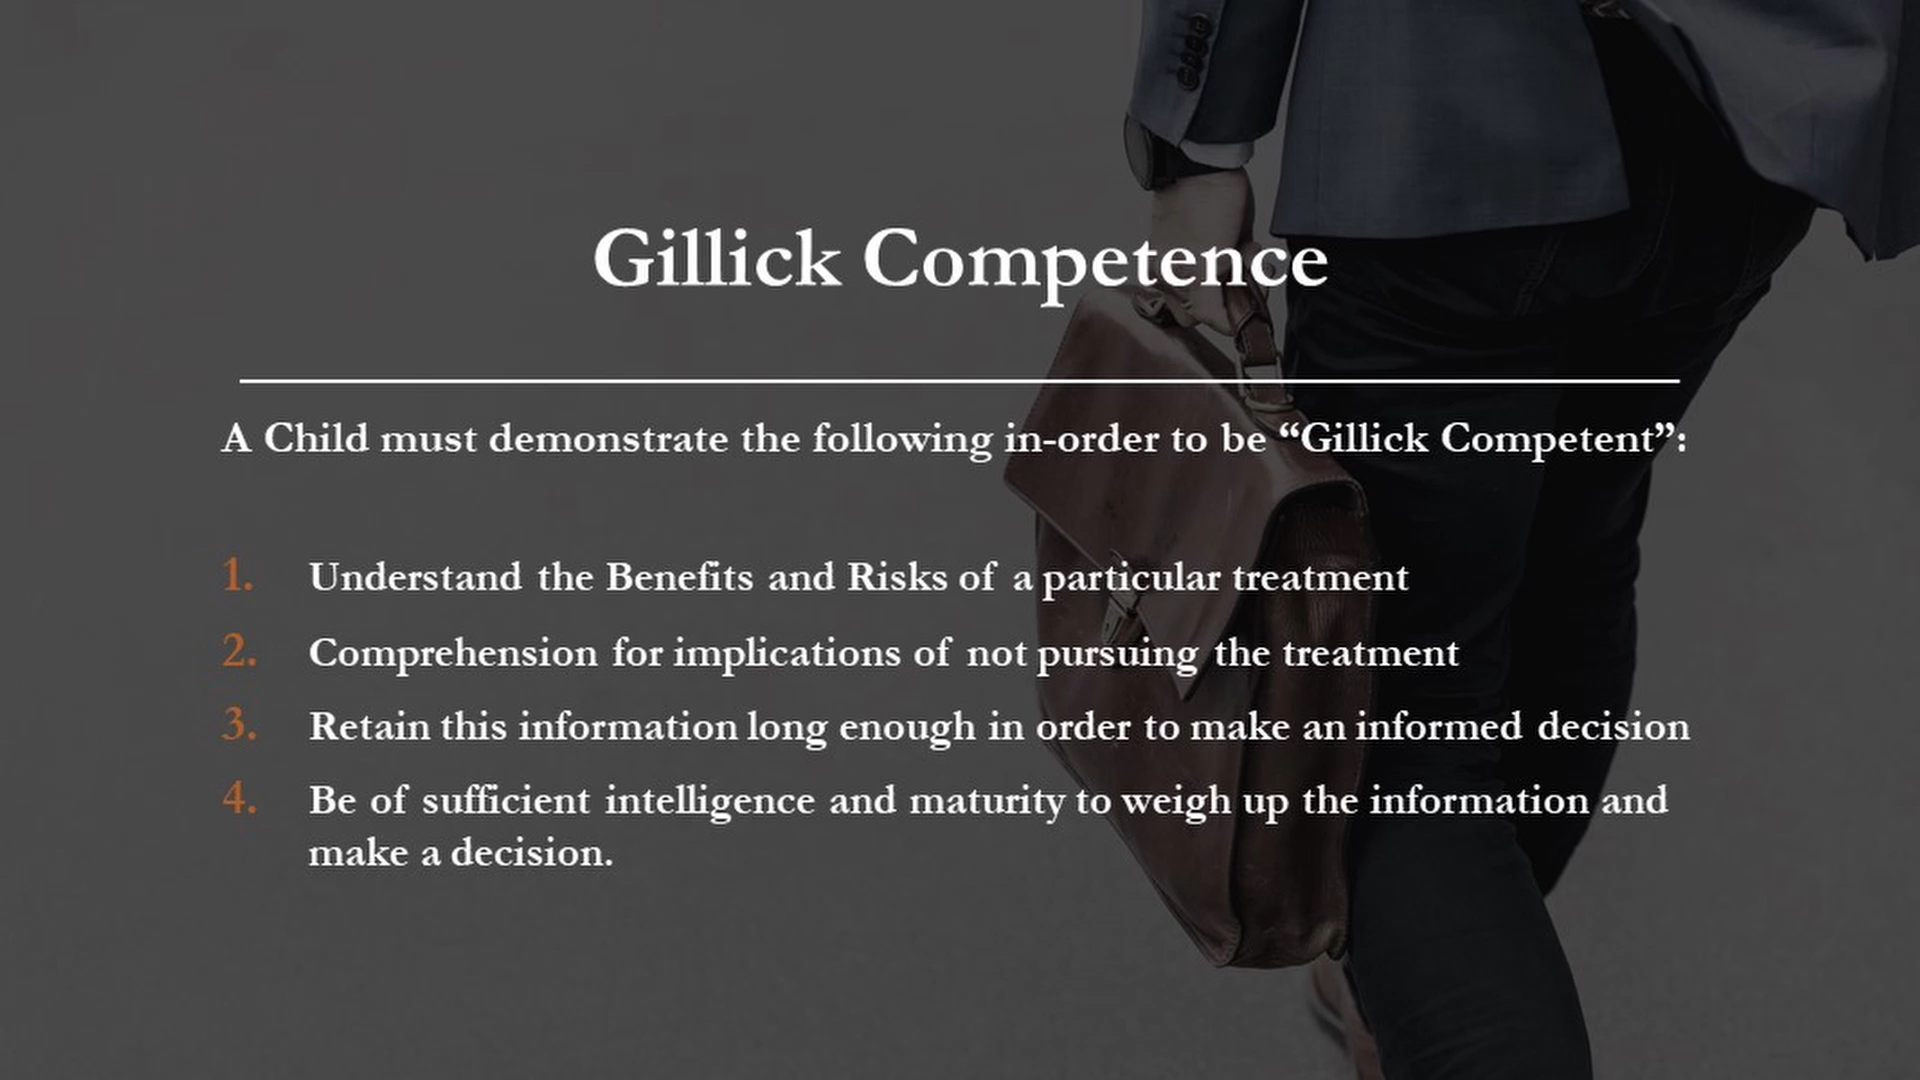 Gillick Competence
A Child must demonstrate the following in-order to be “Gillick Competent”:
1. Understand the Benefits and Risks of a particular treatment
2. Comprehension for implications of not pursuing the treatment
3. Retain this information long enough in order to make an informed decision
4. Be of sufficient intelligence and maturity to weigh up the information and
make a decision.